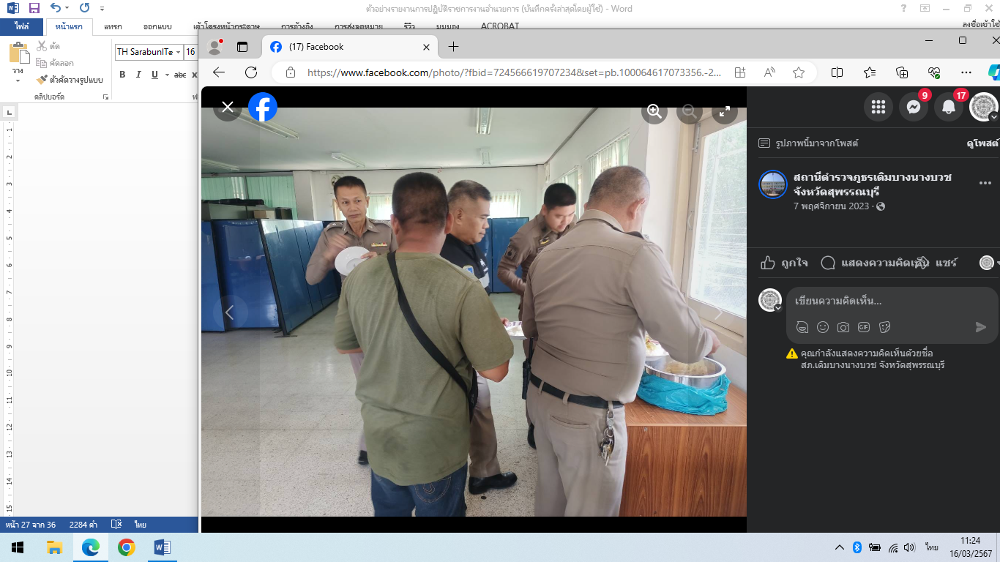 ตัวอย่างรายงานการปฏิบัติราชการงานอำนวยการ (บันทึกครั้งล่าสุดโดยผู้ใช้) - Word
ไฟล์ หน้าแรก แทรก ออกแบบ เค้าโครงหน้ากระดาษ การอ้างอิง การส่งจดหมาย รีวิว มุมมอง ACROBAT ลงชื่อเข้าใช้
วาง
ตัด
คัดลอก
ตัวคัดวางรูปแบบ
คลิปบอร์ด
TH SarabunIT๙ 16
B I U abc
(17) Facebook
https://www.facebook.com/photo/?fbid=724566619707234&set=pb.100064617073356.-2...
9 17
รูปภาพนี้มาจากโพสต์ ดูโพสต์
สถานีตำรวจภูธรเดิมบางนางบวช
จังหวัดสุพรรณบุรี
7 พฤศจิกายน 2023 ·
ถูกใจ แสดงความคิดเห็น แชร์
เขียนความคิดเห็น...
GIF
คุณกำลังแสดงความคิดเห็นด้วยชื่อ
สภ.เดิมบางนางบวช จังหวัดสุพรรณบุรี
1
2
3
4
5
6
7
8
9
10
11
12
13
14
15
หน้า 27 จาก 36 2284 คำ ไทย
ไทย 11:24
16/03/2567